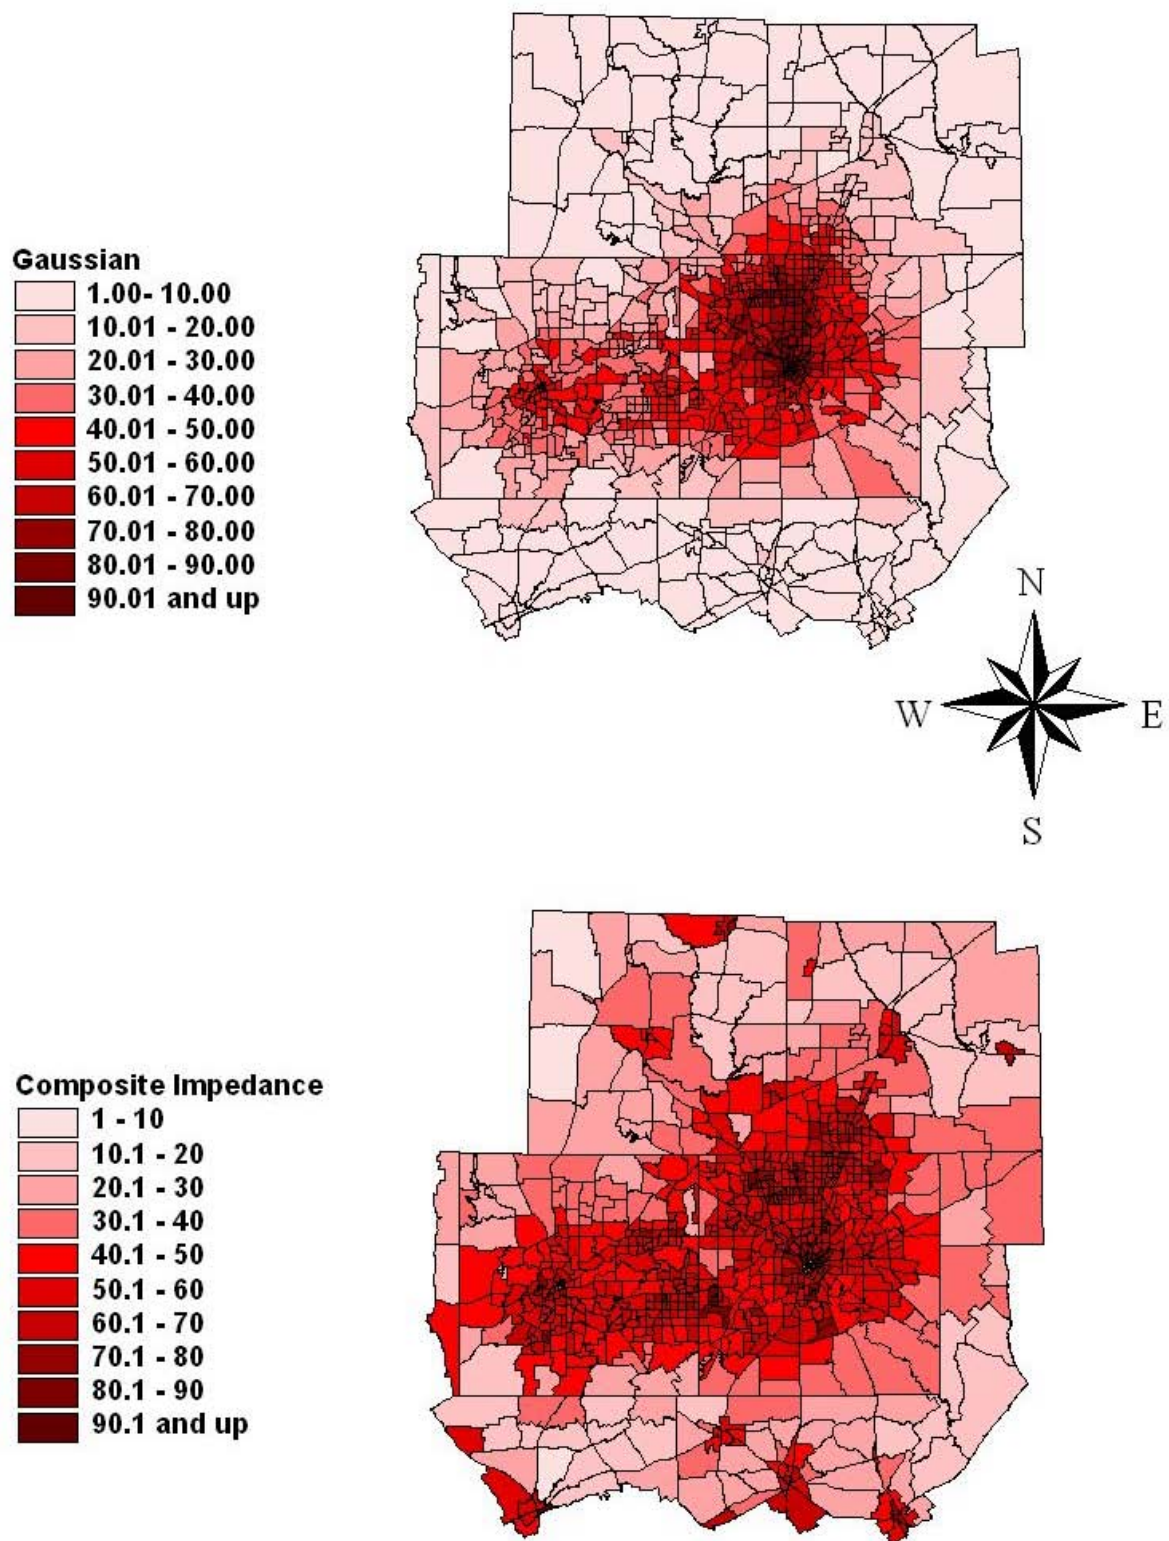 Gaussian
1.00- 10.00
10.01 - 20.00
20.01 - 30.00
30.01 - 40.00
40.01 - 50.00
50.01 - 60.00
60.01 - 70.00
70.01 - 80.00
80.01 - 90.00
90.01 and up
N
W
E
S
Composite Impedance
1 - 10
10.1 - 20
20.1 - 30
30.1 - 40
40.1 - 50
50.1 - 60
60.1 - 70
70.1 - 80
80.1 - 90
90.1 and up